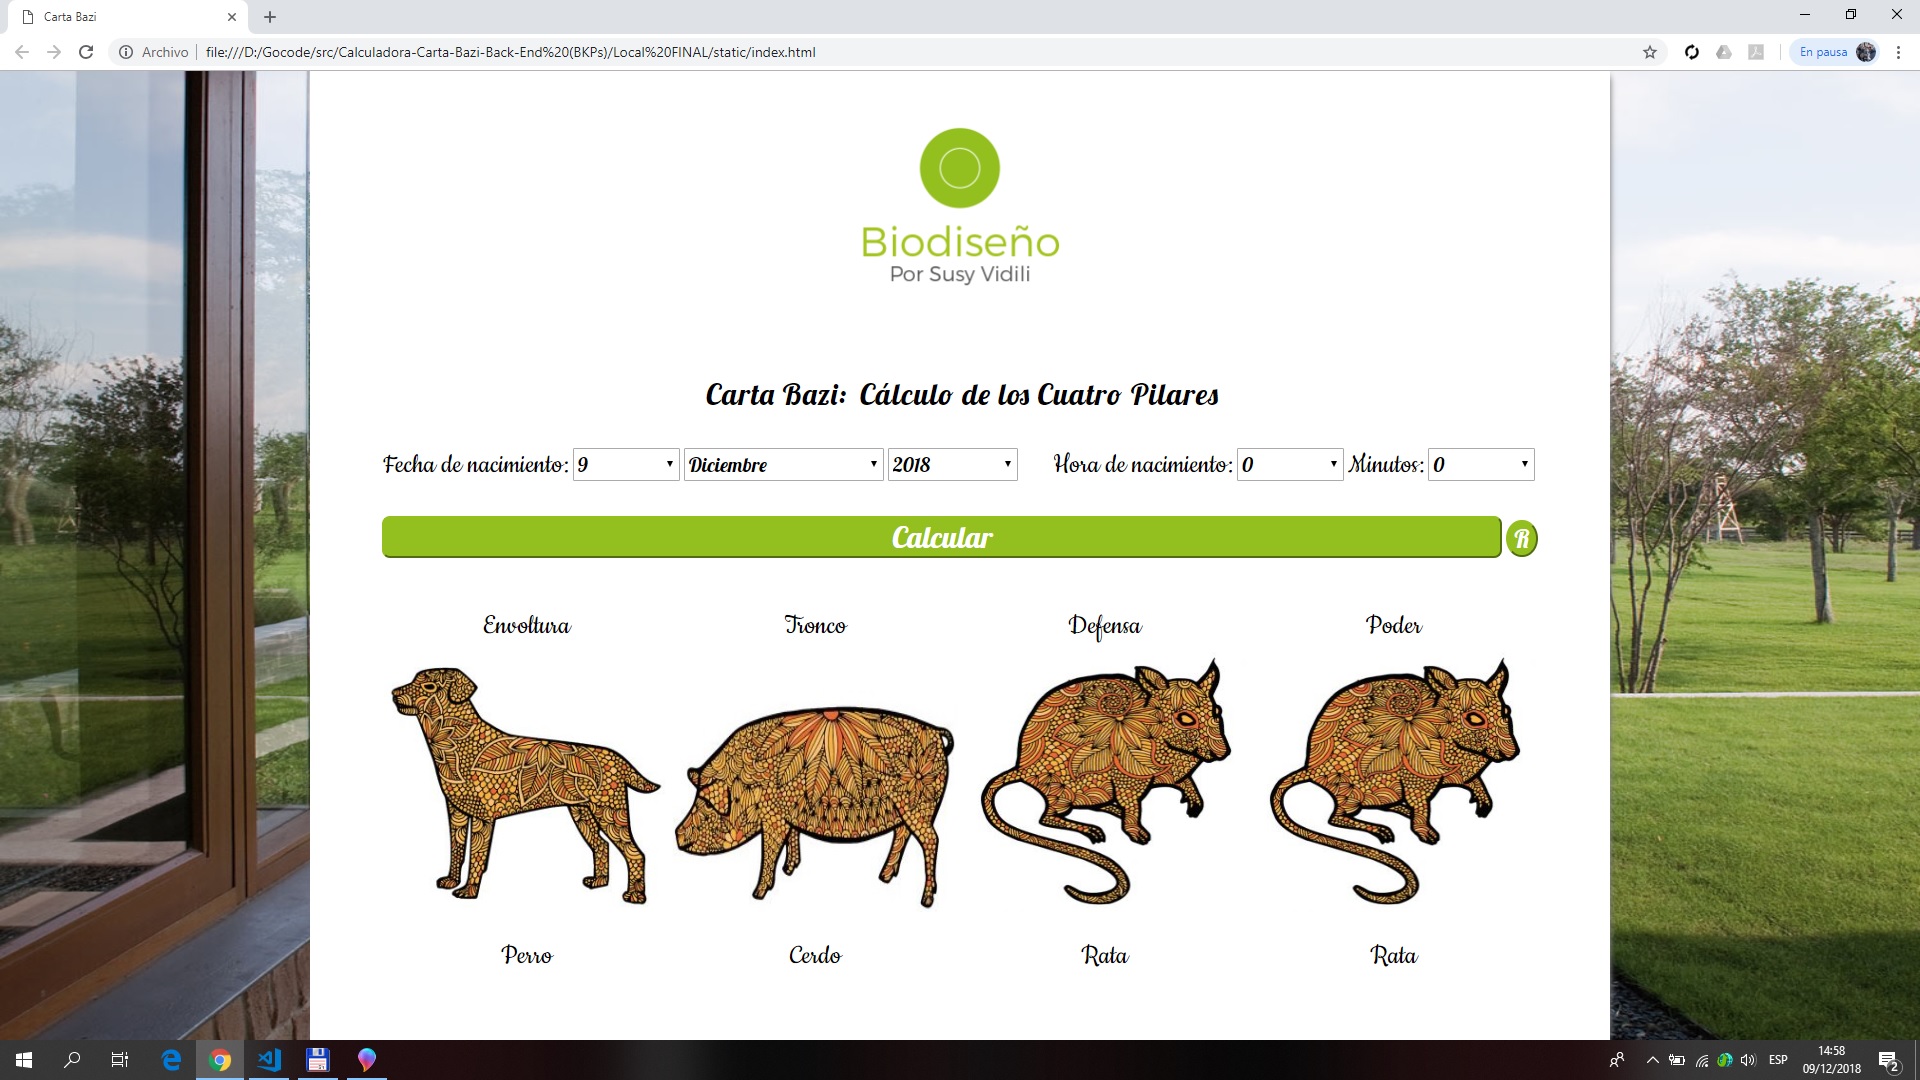 Carta Bazi
Archivo
file:///D:/Gocode/src/Calculadora-Carta-Bazi-Back-End%20(BKPs)/Local%20FINAL/static/index.html
En pausa
Biodiseño
Por Susy Vidili
Carta Bazi: Cálculo de los Cuatro Pilares
Fecha de nacimiento: 9 Diciembre 2018 Hora de nacimiento: 0 Minutos: 0
Calcular R
Envoltura Tronco Defensa Poder
Perro Cerdo Rata Rata
ESP
14:58
09/12/2018
2